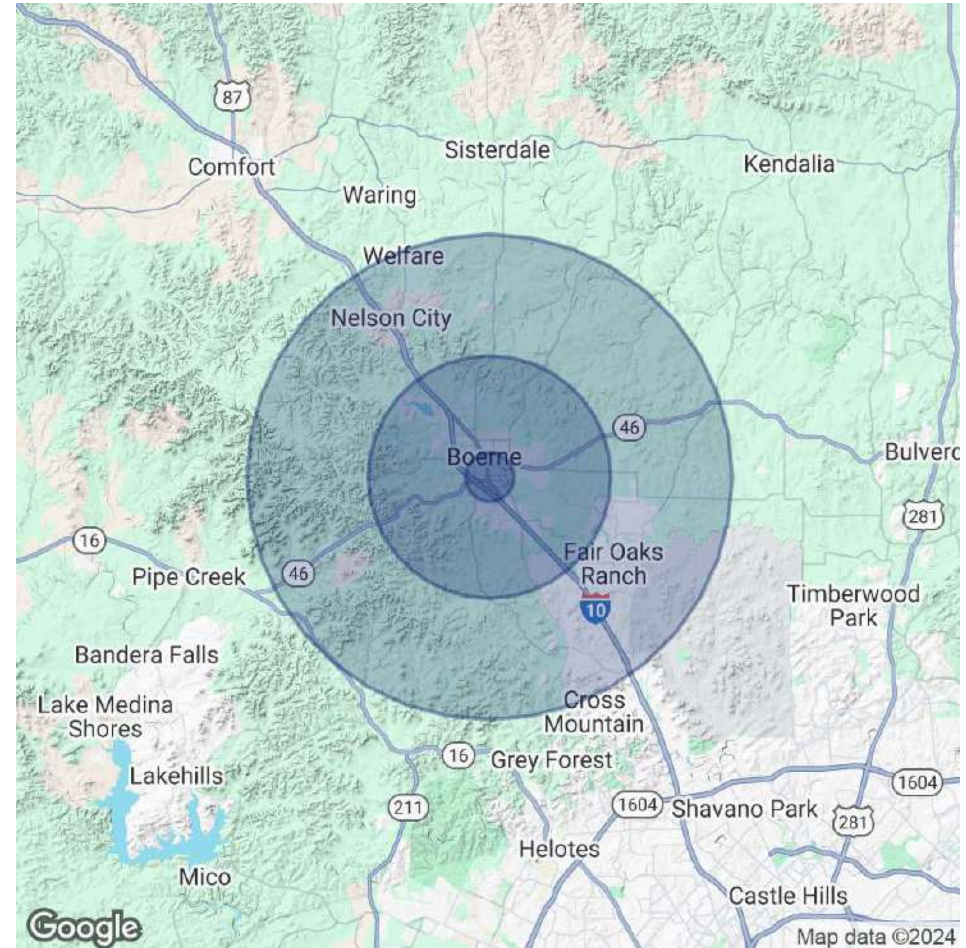 87
Sisterdale
Comfort
Kendalia
Waring
Welfare
Nelson City
46
Boerne
Bulverd
281
16
Fair Oaks
Ranch
46
Pipe Creek
10
Timberwood
Park
Bandera Falls
Lake Medina
Shores
Cross
Mountain
16
Grey Forest
Lakehills
1604
211
1604
Shavano Park
281
Helotes
Mico
Castle Hills
Google
Map data ©2024